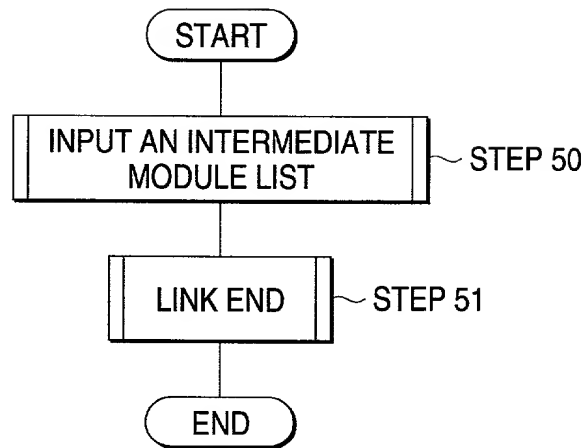 START
INPUT AN INTERMEDIATE
MODULE LIST
STEP 50
LINK END
STEP 51
END